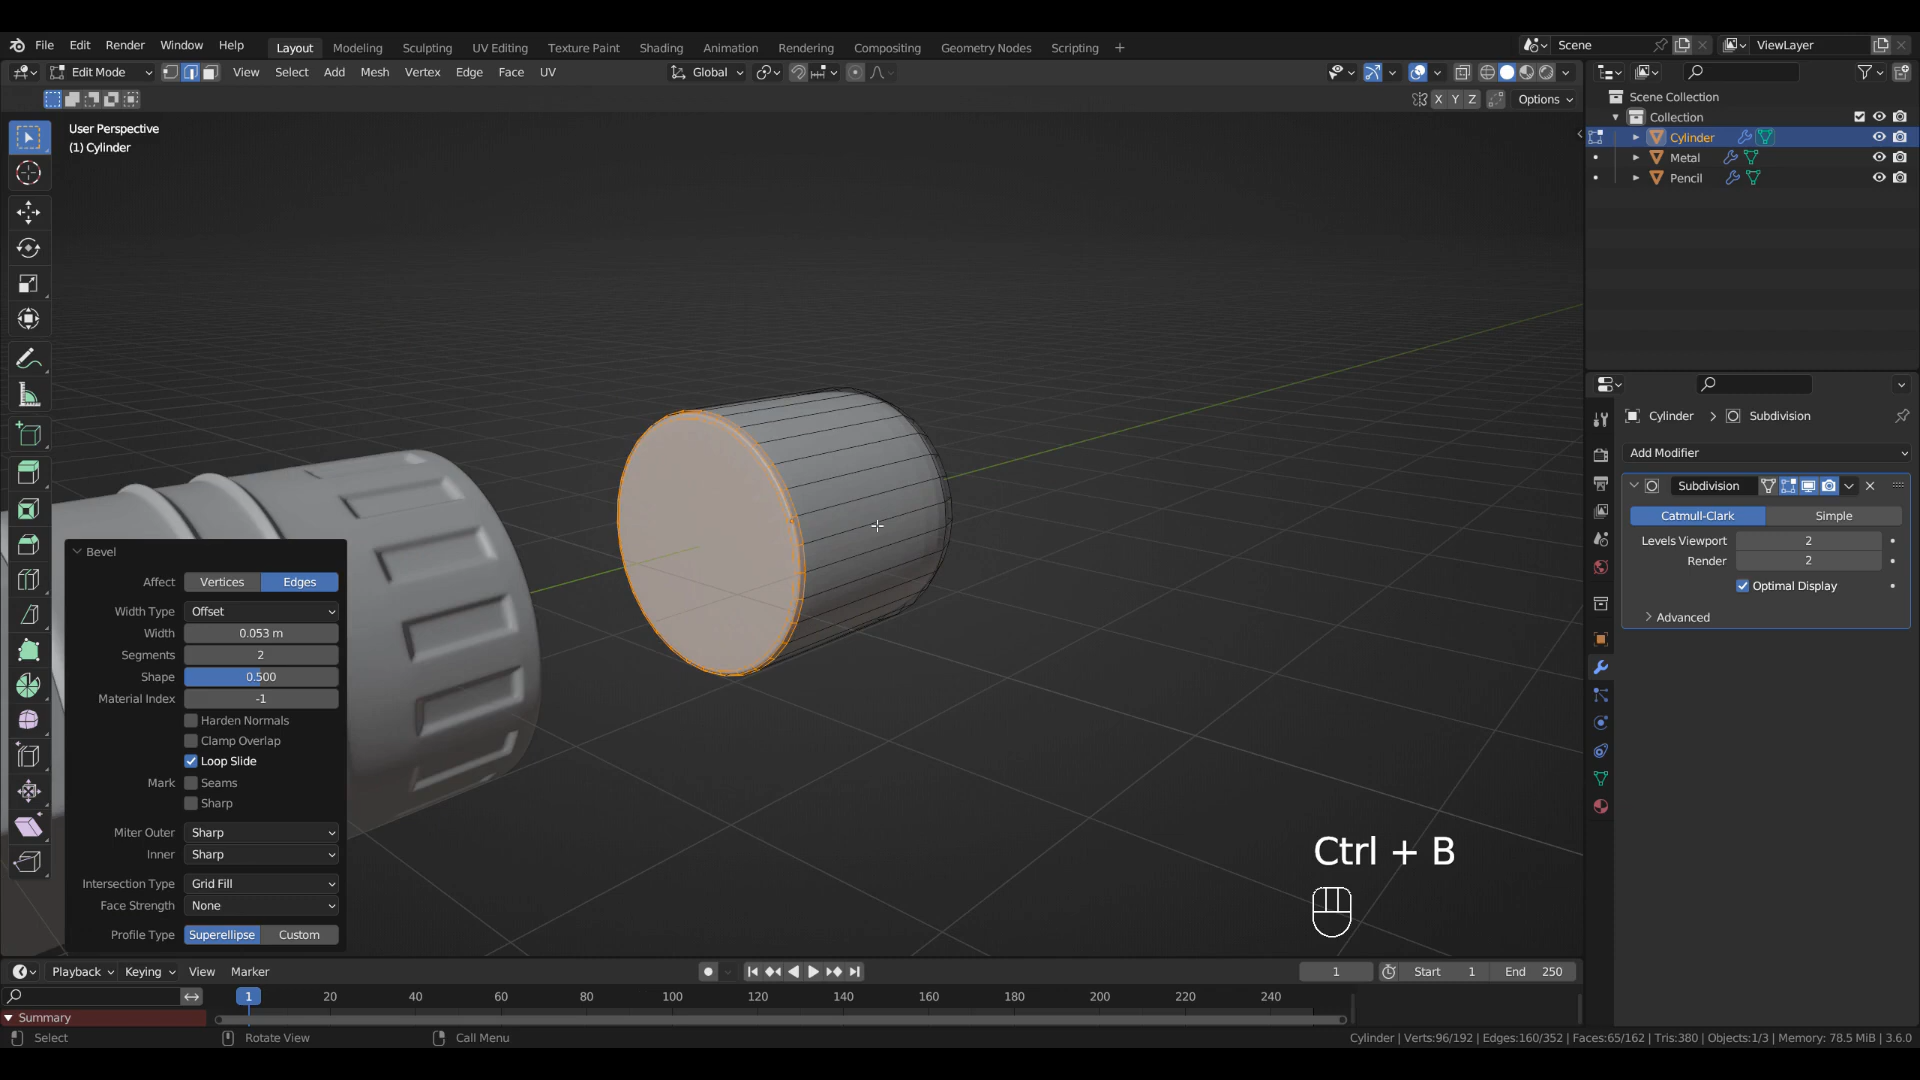 File Edit Render Window Help Layout Modeling Sculpting UV Editing Texture Paint Shading Animation Rendering Compositing Geometry Nodes Scripting + Scene ViewLayer
Edit Mode View Select Add Mesh Vertex Edge Face UV Global
X Y Z Options
User Perspective
(1) Cylinder
Scene Collection
Collection
Cylinder
Metal
Pencil
Cylinder > Subdivision
Add Modifier
Subdivision
Catmull-Clark Simple
Levels Viewport 2
Render 2
Optimal Display
Advanced
Bevel
Affect Vertices Edges
Width Type Offset
Width 0.053 m
Segments 2
Shape 0.500
Material Index -1
Harden Normals
Clamp Overlap
Loop Slide
Mark Seams
Sharp
Miter Outer Sharp
Inner Sharp
Intersection Type Grid Fill
Face Strength None
Profile Type Superellipse Custom
Ctrl + B
Playback Keying View Marker 1 Start 1 End 250
1 20 40 60 80 100 120 140 160 180 200 220 240
Summary
Select Rotate View Call Menu Cylinder | Verts:96/192 | Edges:160/352 | Faces:65/162 | Tris:380 | Objects:1/3 | Memory: 78.5 MiB | 3.6.0